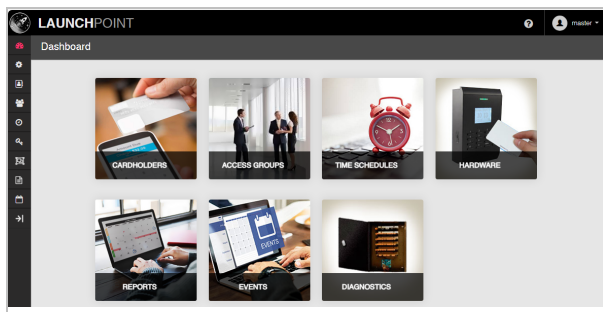 LAUNCHPOINT
master
Dashboard
CARDHOLDERS
ACCESS GROUPS
TIME SCHEDULES
HARDWARE
REPORTS
EVENTS
EVENTS
DIAGNOSTICS